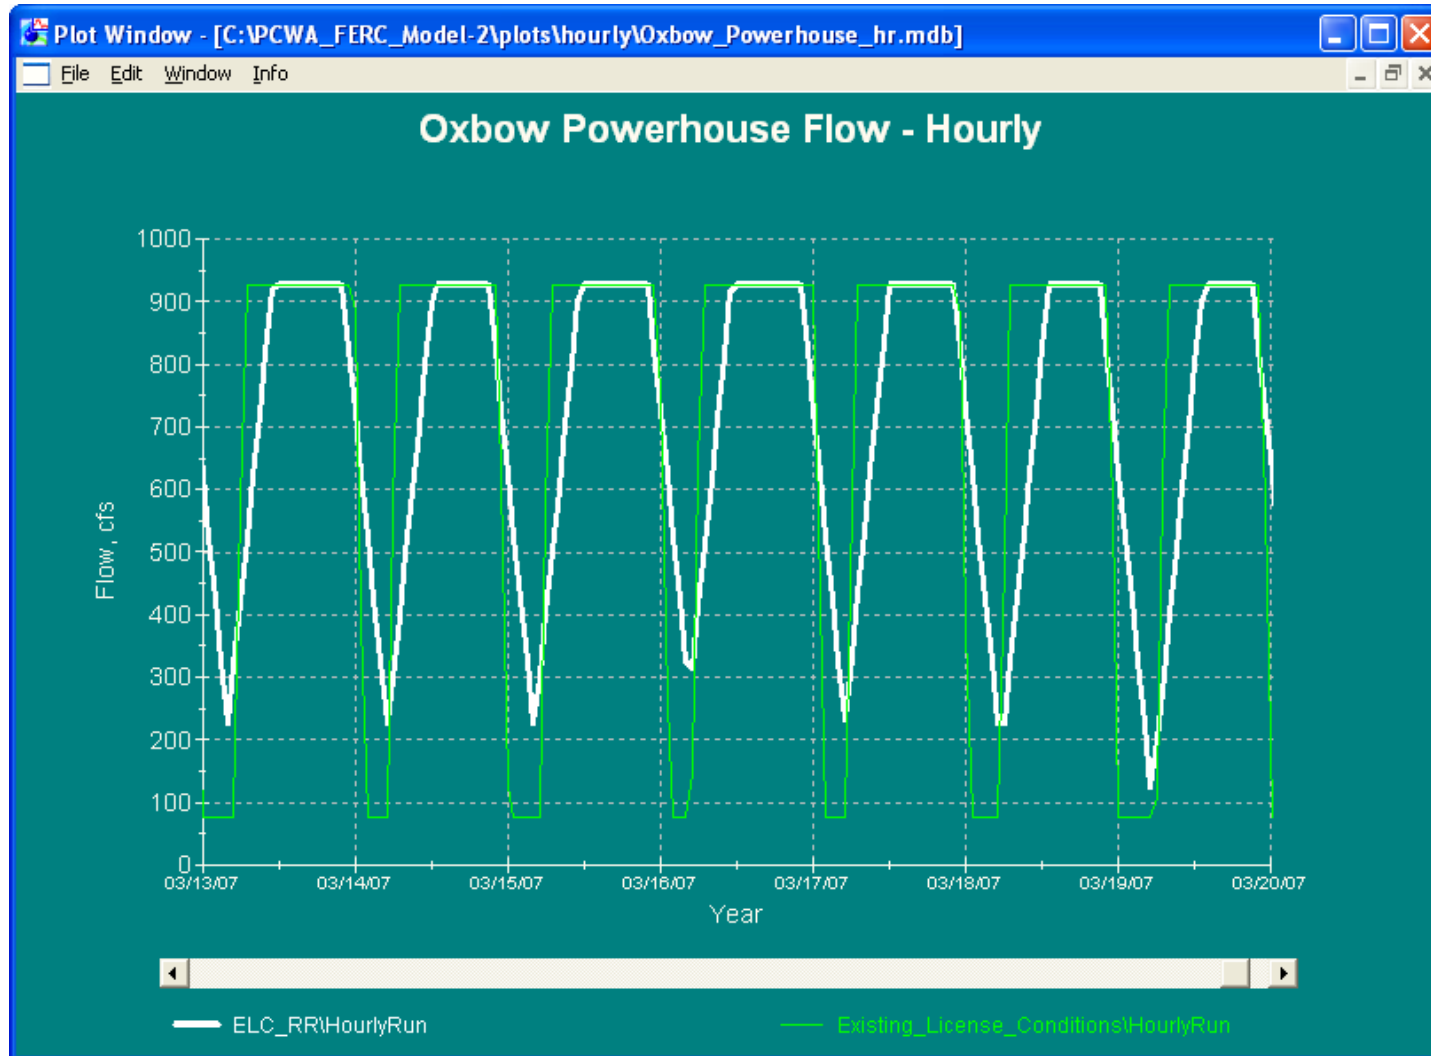 Plot Window - [C:\PCWA_FERC_Model-2\plots\hourly\Oxbow_Powerhouse_hr.mdb]
File Edit Window Info
Oxbow Powerhouse Flow - Hourly
1000
900
800
700
600
500
400
300
200
100
0
Flow, cfs
03/13/07 03/14/07 03/15/07 03/16/07 03/17/07 03/18/07 03/19/07 03/20/07
Year
ELC_RR\HourlyRun Existing_License_Conditions\HourlyRun